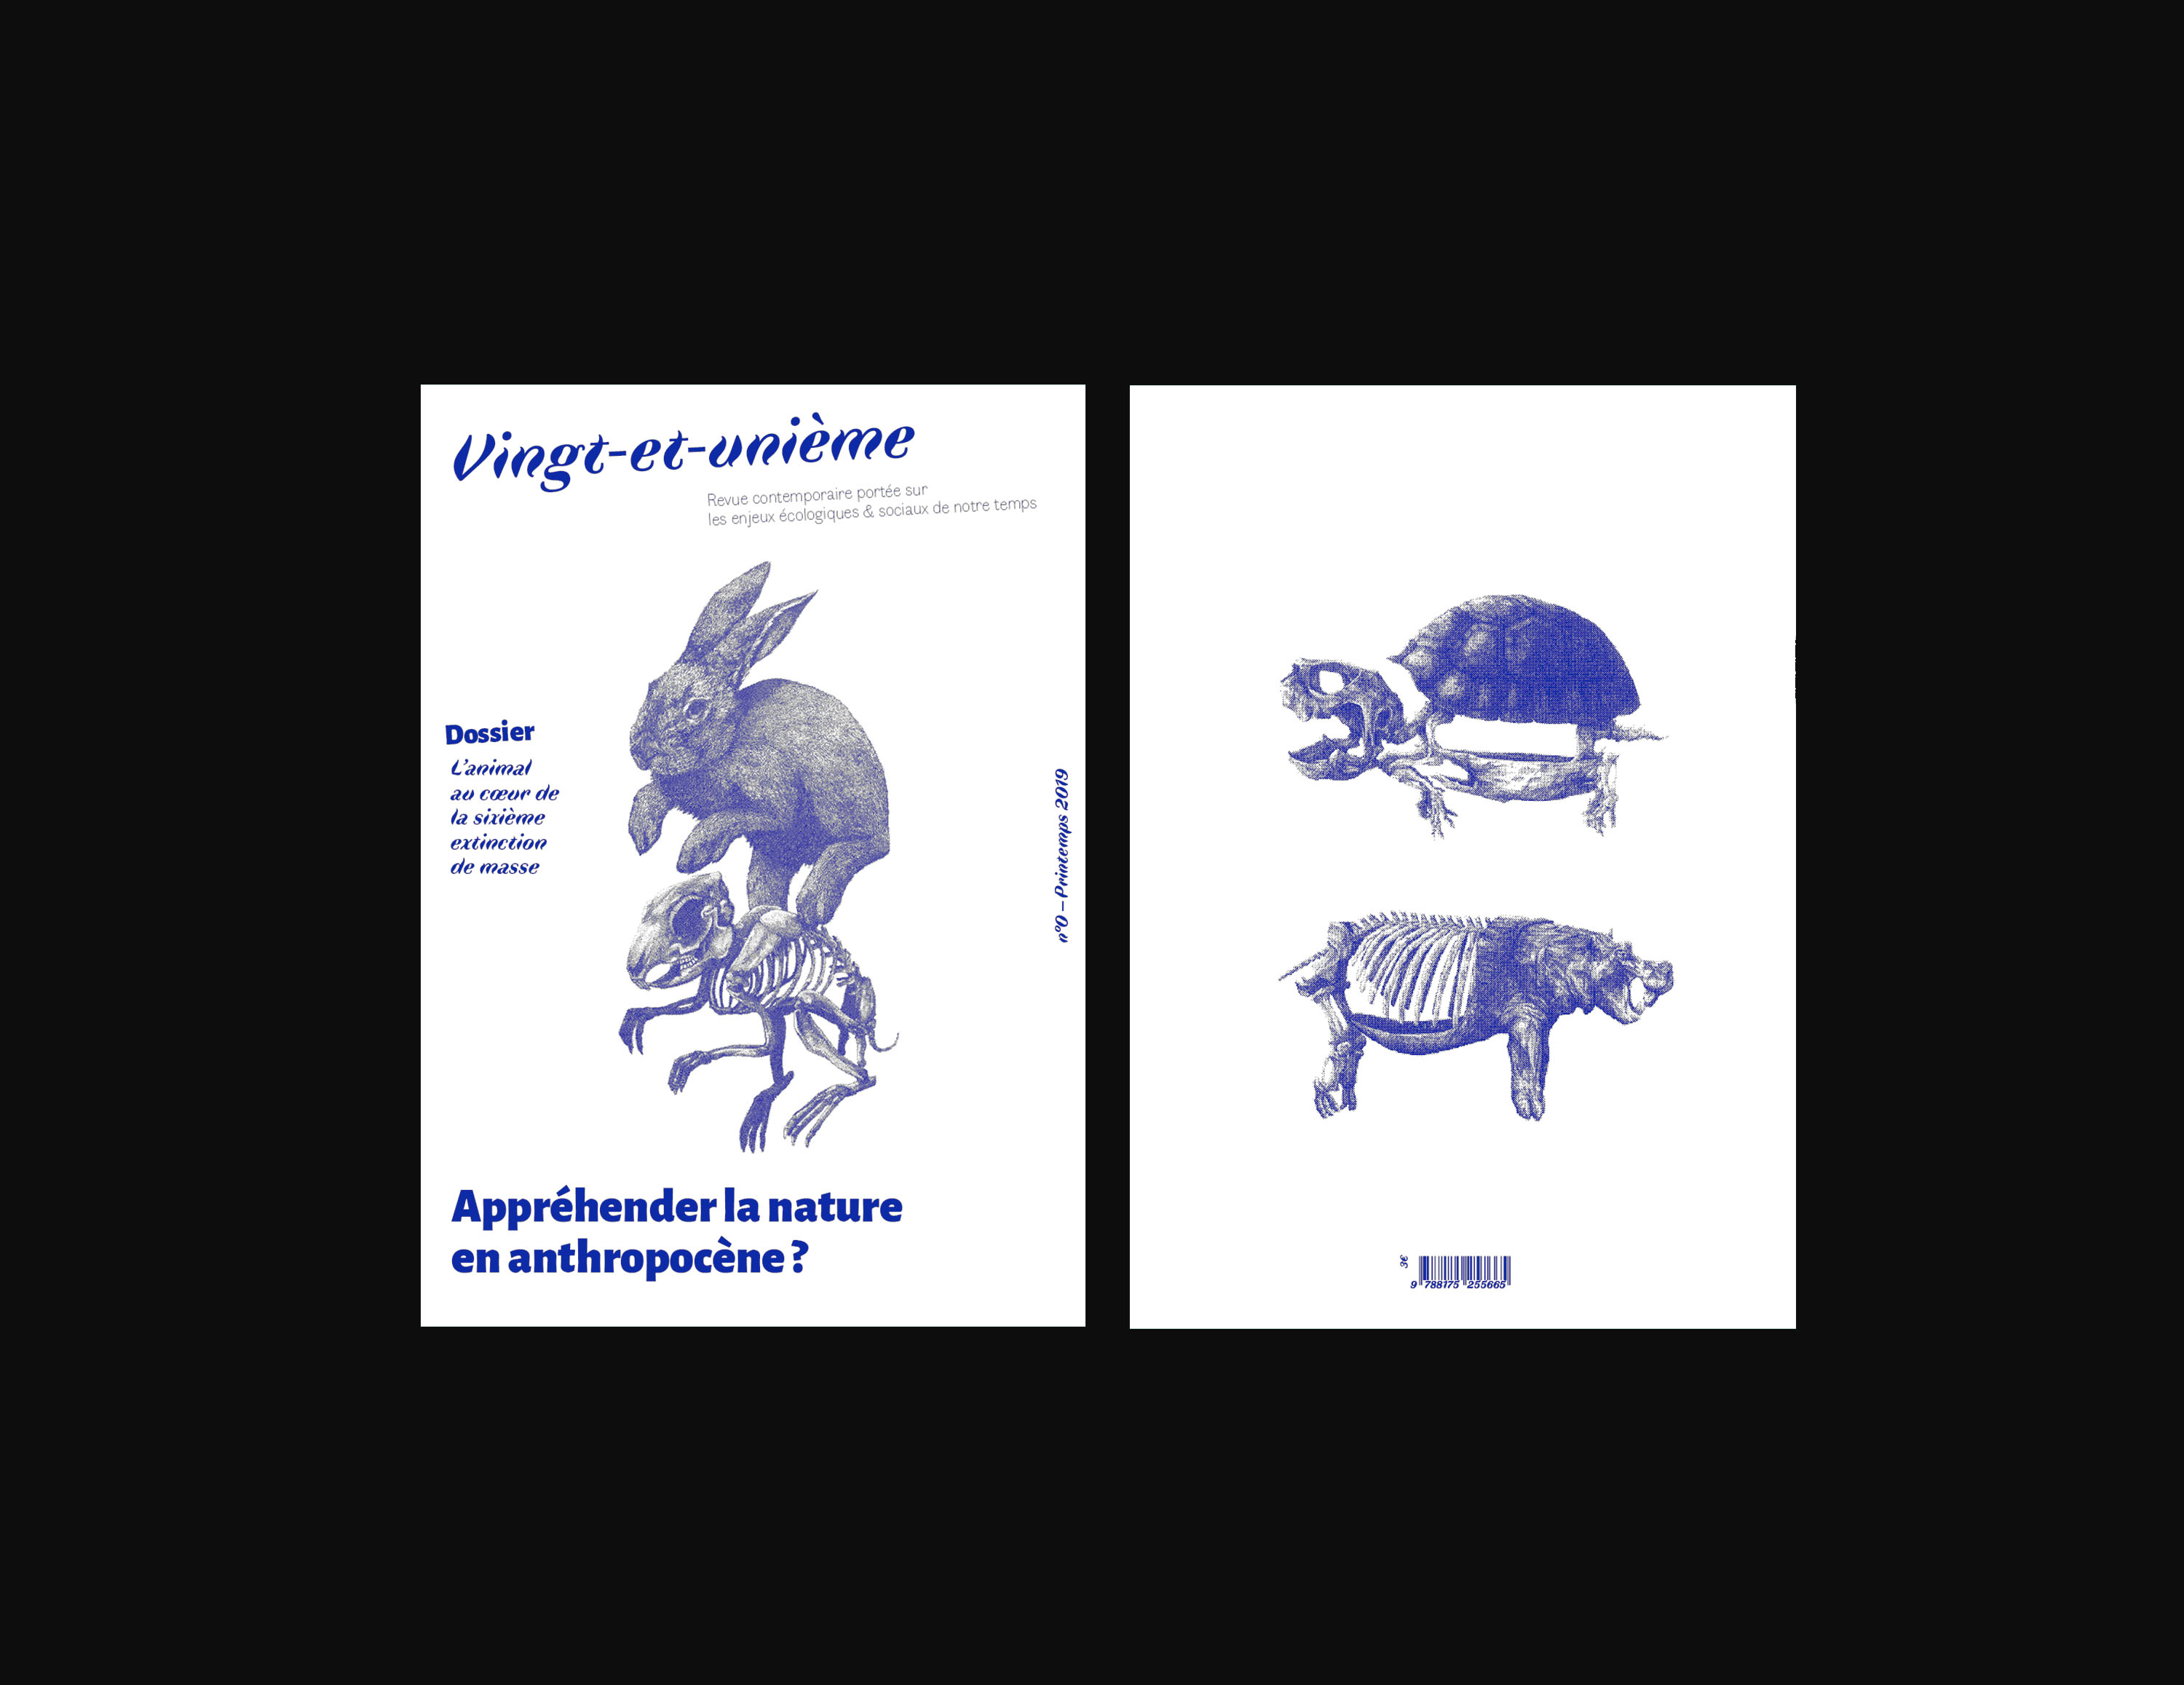 Vingt-et-unième
Revue contemporaire portée sur
les enjeux écologiques & sociaux de notre temps
Dossier
L'animal
au cœur de
la sixième
extinction
de masse
n°0 – Printemps 2019
Appréhender la nature
en anthropocène ?
3€
9 788175 255665